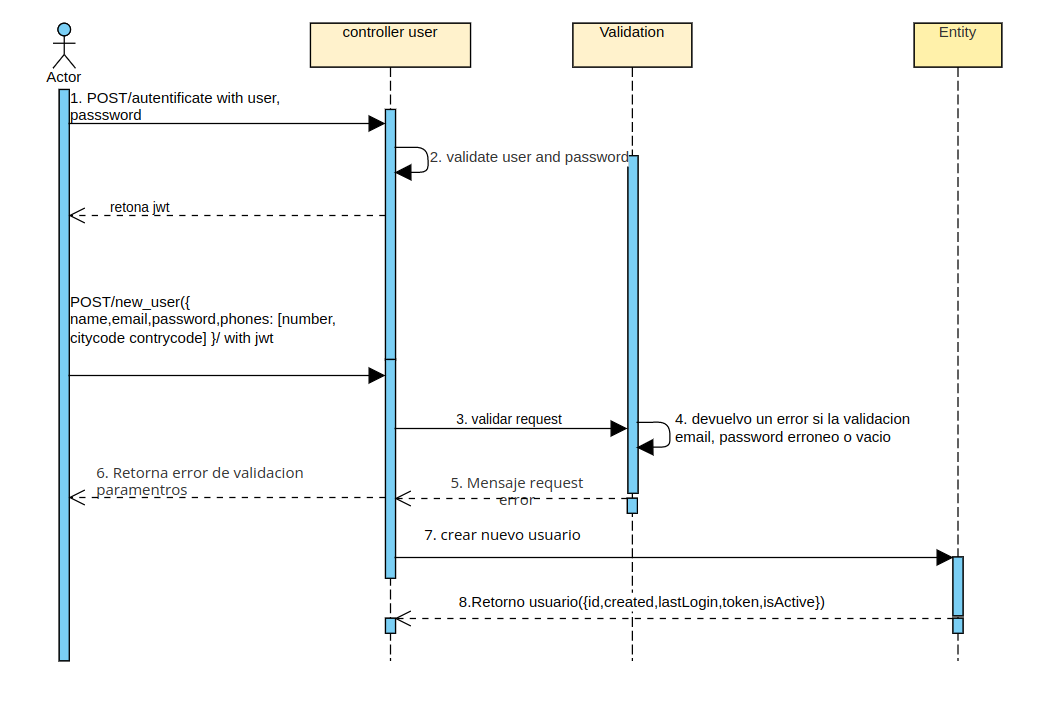 controller user
Validation
Entity
Actor
1. POST/autentificate with user,
passsword
2. validate user and password
retona jwt
POST/new_user({
name,email,password,phones: [number,
citycode contrycode] }/ with jwt
3. validar request
4. devuelvo un error si la validacion
email, password erroneo o vacio
6. Retorna error de validacion
paramentros
5. Mensaje request
error
7. crear nuevo usuario
8.Retorno usuario({id,created,lastLogin,token,isActive})